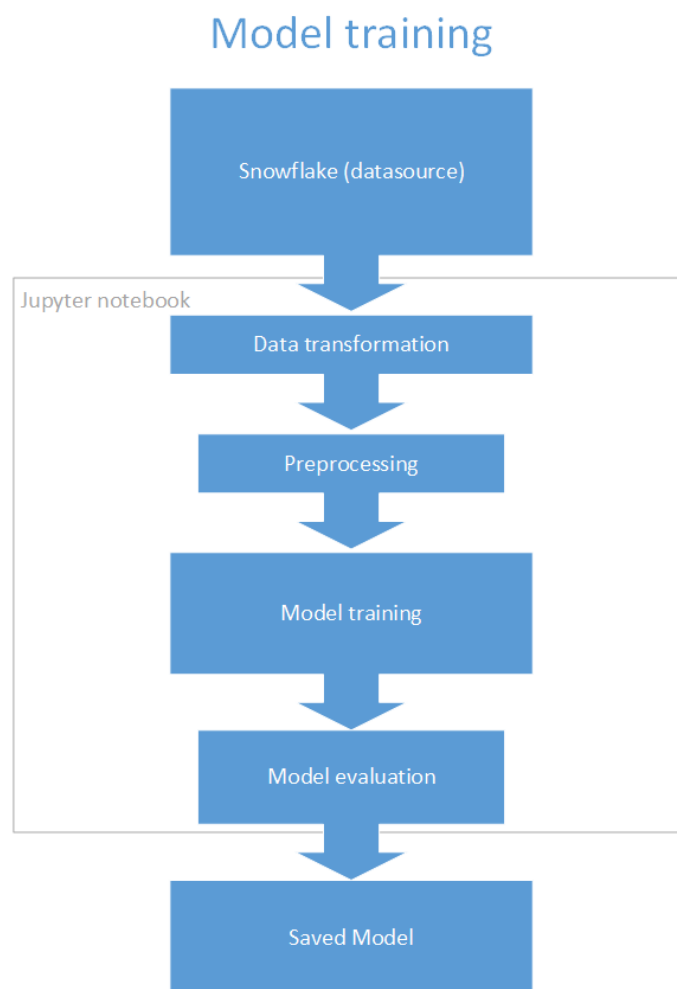 Model training
Snowflake (datasource)
Jupyter notebook
Data transformation
Preprocessing
Model training
Model evaluation
Saved Model